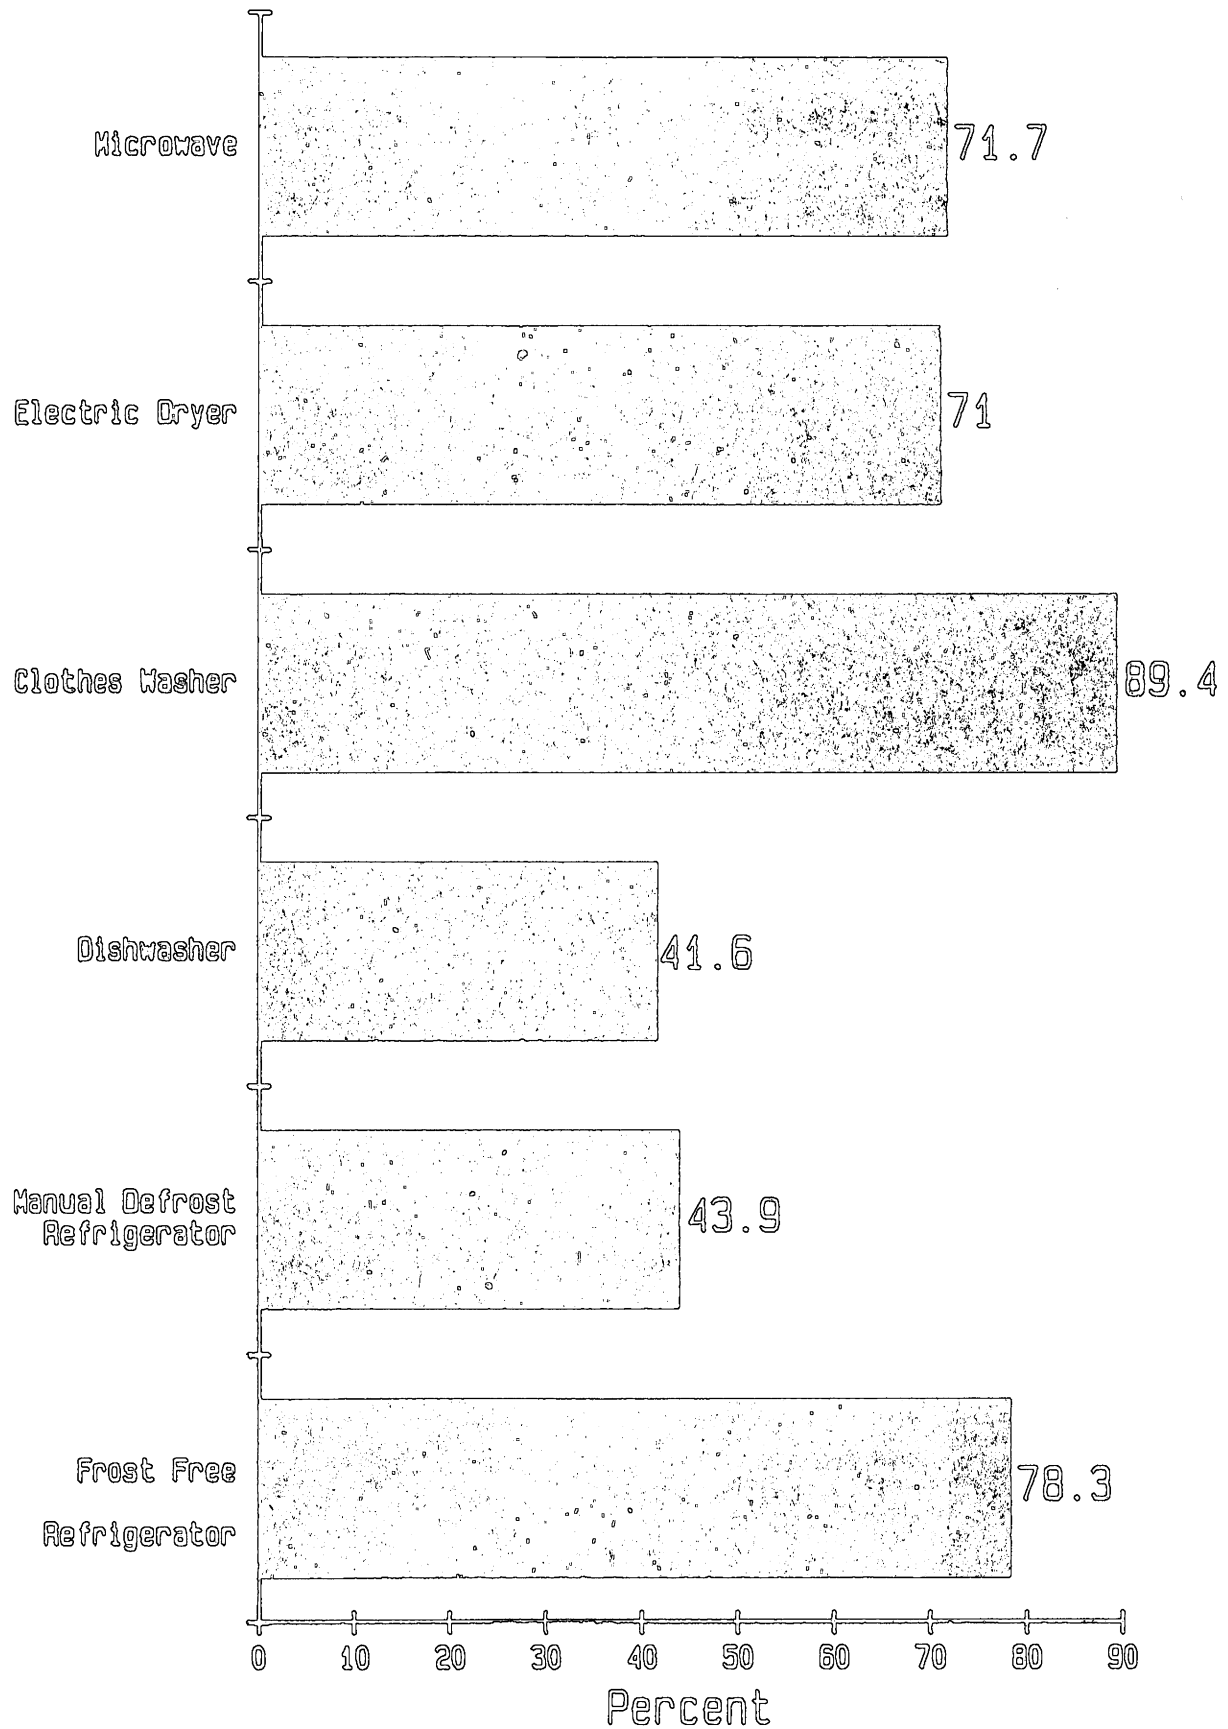 Microwave
71.7
Electric Dryer
71
Clothes Washer
89.4
Dishwasher
41.6
Manual Defrost
Refrigerator
43.9
Frost Free
Refrigerator
78.3
0 10 20 30 40 50 60 70 80 90
Percent